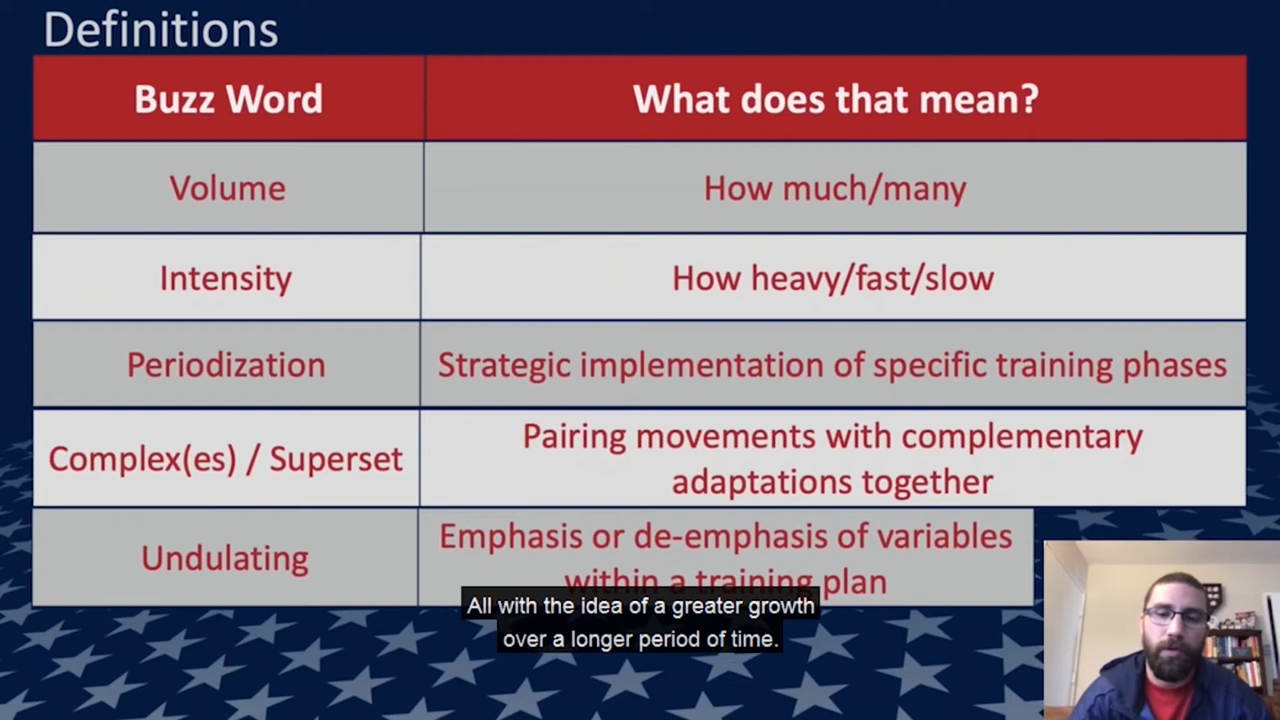 Definitions
Buzz Word
What does that mean?
Volume
How much/many
Intensity
How heavy/fast/slow
Periodization
Strategic implementation of specific training phases
Complex(es) / Superset
Pairing movements with complementary
adaptations together
Undulating
Emphasis or de-emphasis of variables
within a training plan
All with the idea of a greater growth
over a longer period of time.